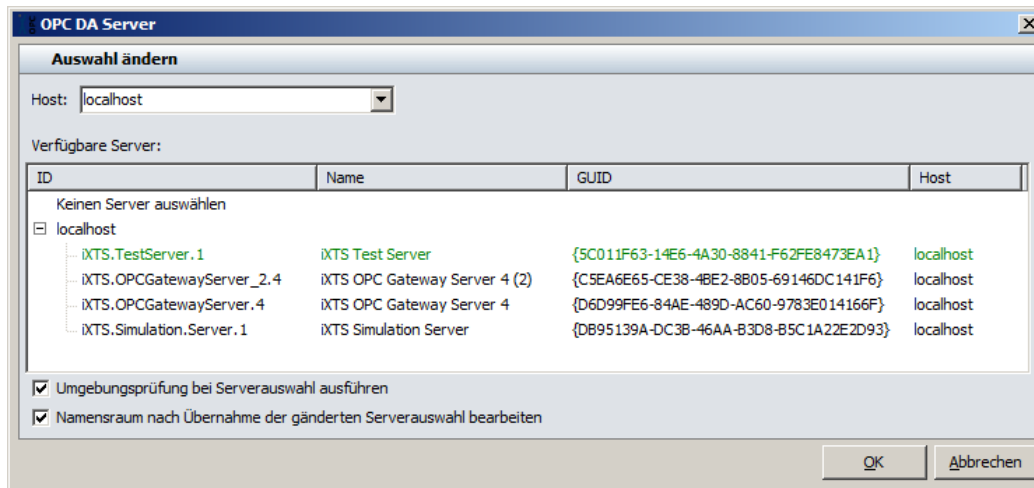 OPC OPC DA Server
Auswahl ändern
Host: localhost
Verfügbare Server:
ID Name GUID Host
Keinen Server auswählen
localhost
iXTS.TestServer.1 iXTS Test Server {5C011F63-14E6-4A30-8841-F62FE8473EA1} localhost
iXTS.OPCGatewayServer_2.4 iXTS OPC Gateway Server 4 (2) {C5EA6E65-CE38-4BE2-8B05-69146DC141F6} localhost
iXTS.OPCGatewayServer.4 iXTS OPC Gateway Server 4 {D6D99FE6-84AE-489D-AC60-9783E014166F} localhost
iXTS.Simulation.Server.1 iXTS Simulation Server {DB95139A-DC3B-46AA-B3D8-B5C1A22E2D93} localhost
Umgebungsprüfung bei Serverauswahl ausführen
Namensraum nach Übernahme der gänderten Serverauswahl bearbeiten
OK Abbrechen